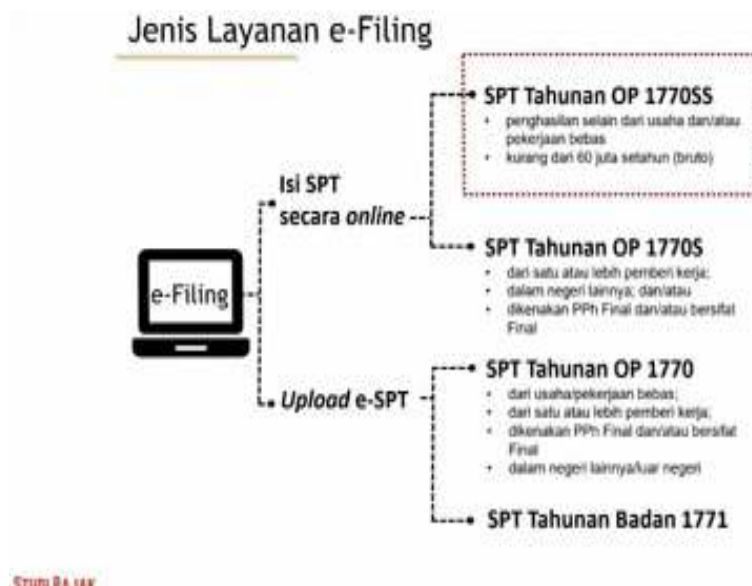 Jenis Layanan e-Filing
SPT Tahunan OP 1770SS
• penghasilan selain dari usaha dan/atau
pekerjaan bebas
• kurang dari 60 juta setahun (bruto)
Isi SPT
secara online
SPT Tahunan OP 1770S
• dari satu atau lebih pemberi kerja;
• dalam negeri lainnya; dan/atau
• dikenakan PPh Final dan/atau bersifat
Final
e-Filing
SPT Tahunan OP 1770
• dari usaha/pekerjaan bebas;
• dari satu atau lebih pemberi kerja;
• dikenakan PPh Final dan/atau bersifat
Final
• dalam negeri lainnya/luar negeri
Upload e-SPT
SPT Tahunan Badan 1771